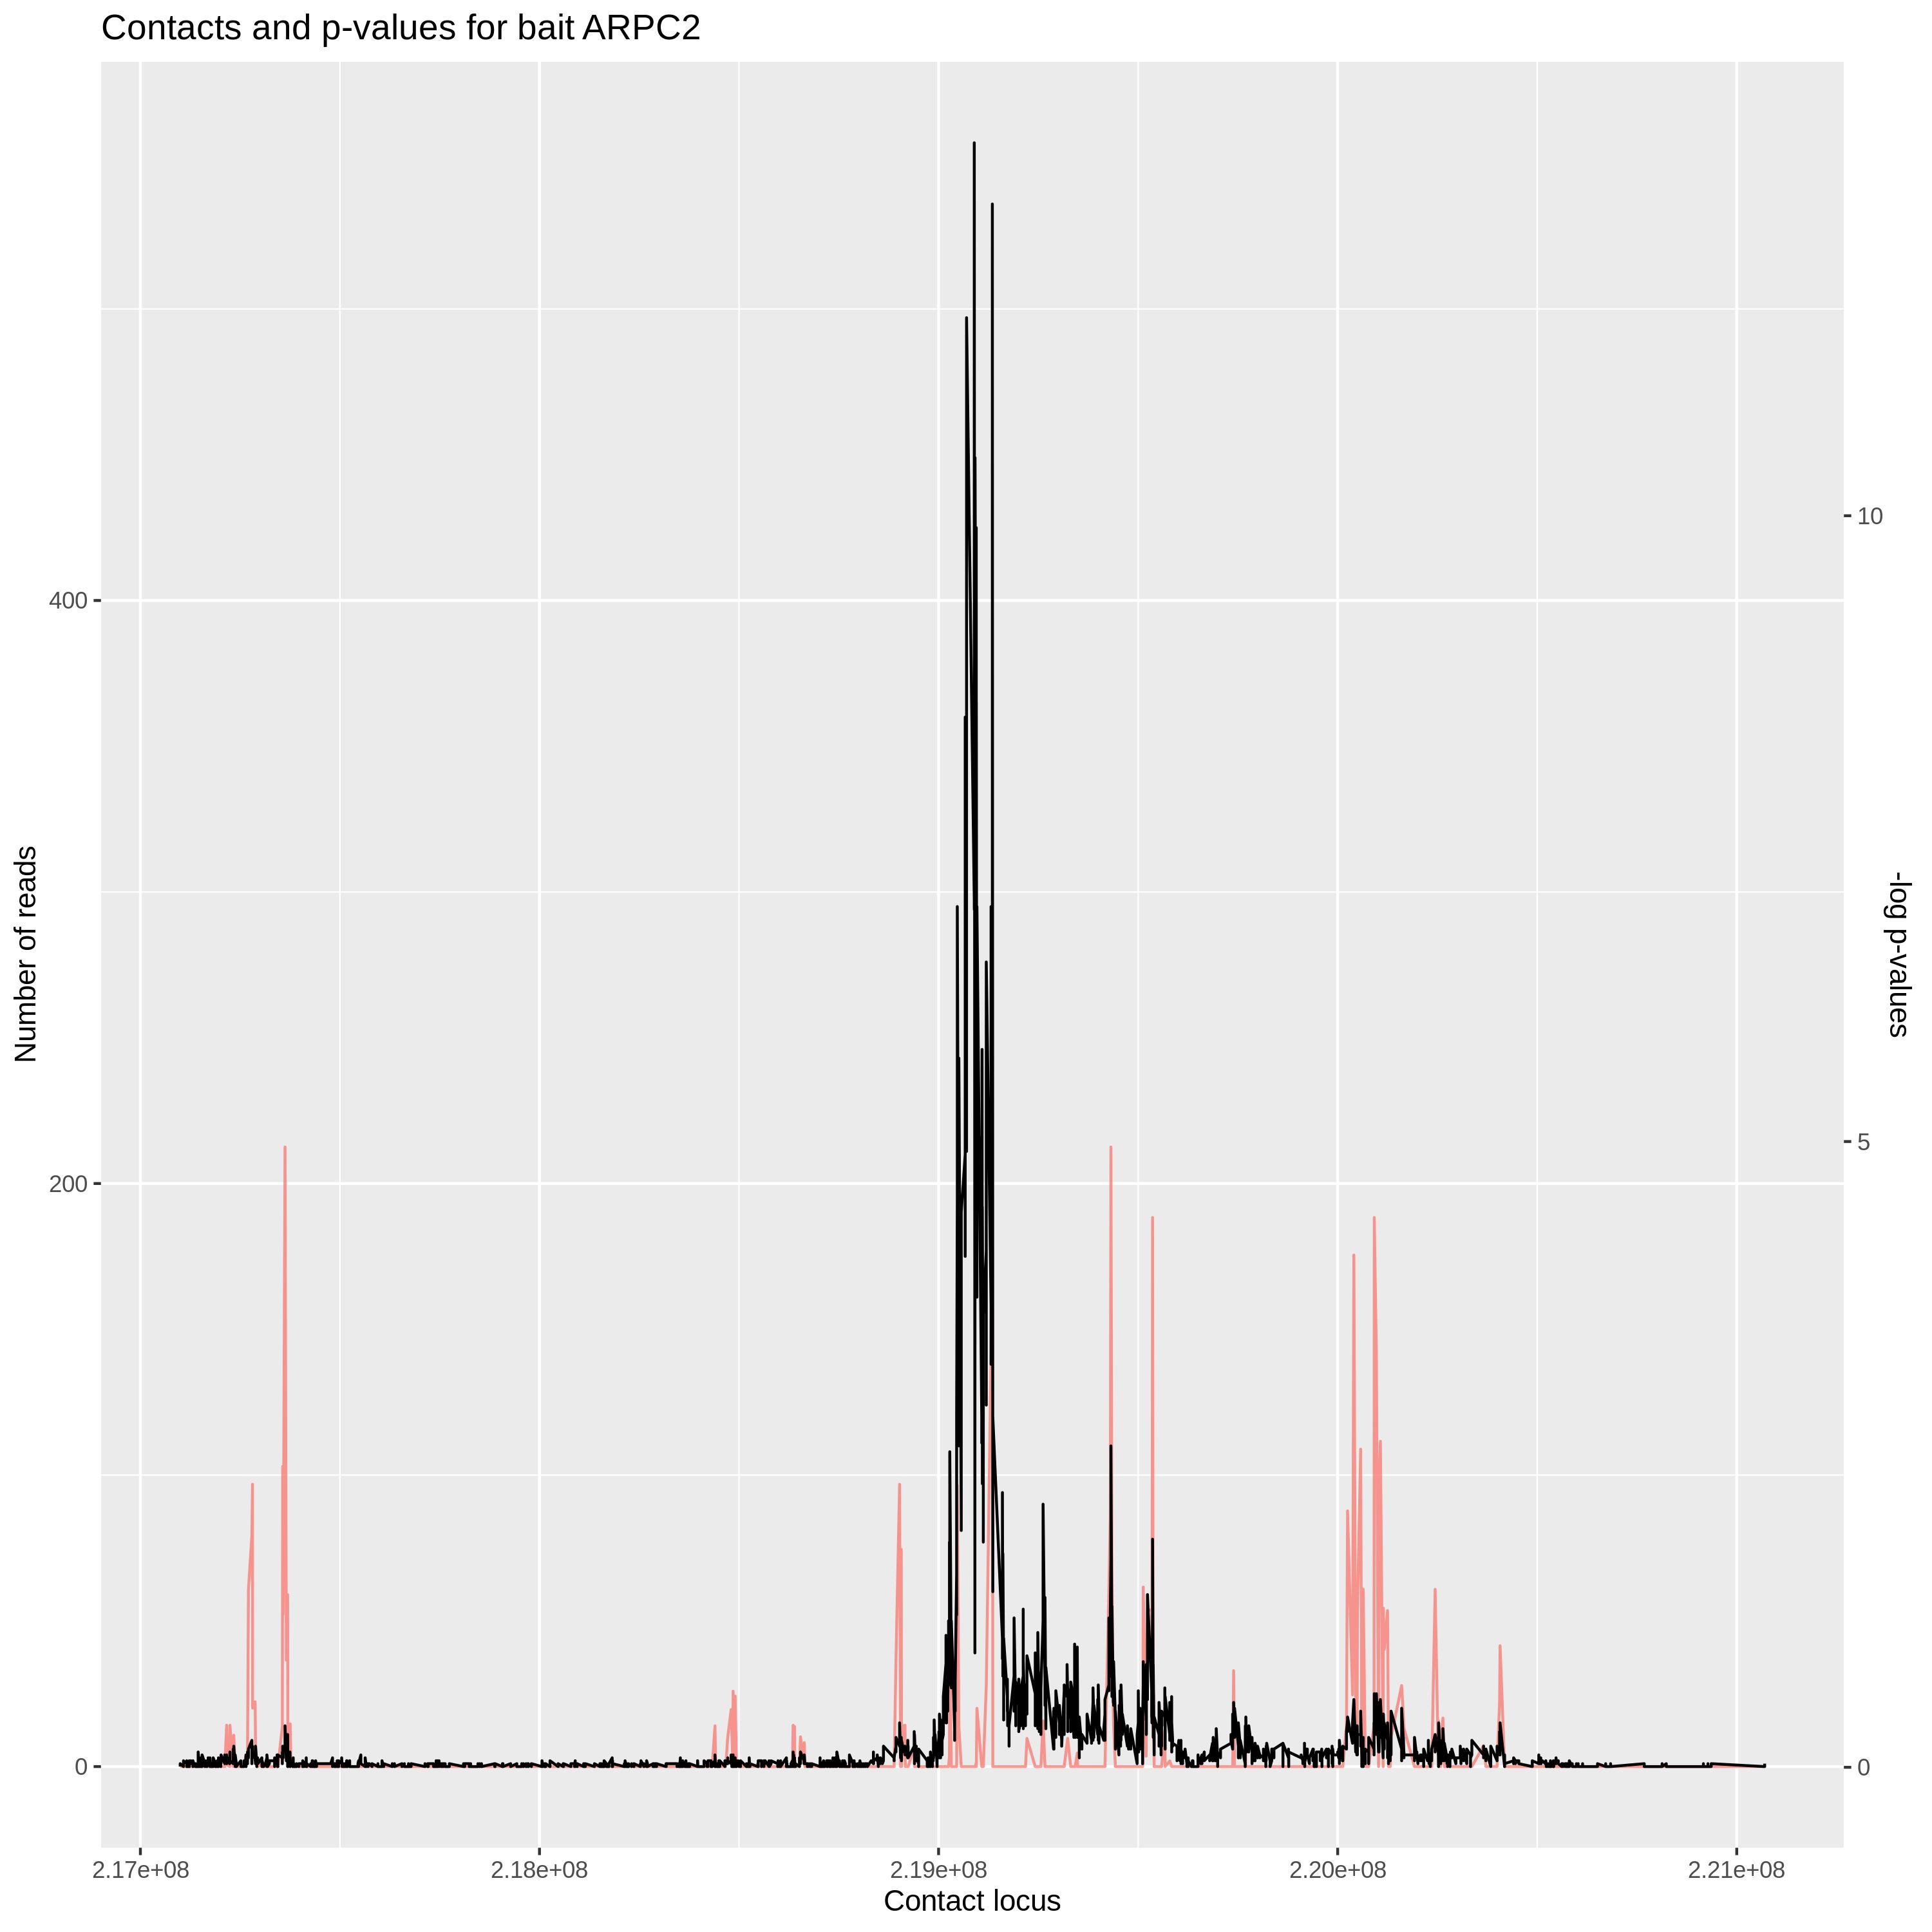 Contacts and p-values for bait ARPC2
Number of reads
400
200
0
10
5
0
-log p-values
2.17e+08
2.18e+08
2.19e+08
2.20e+08
2.21e+08
Contact locus